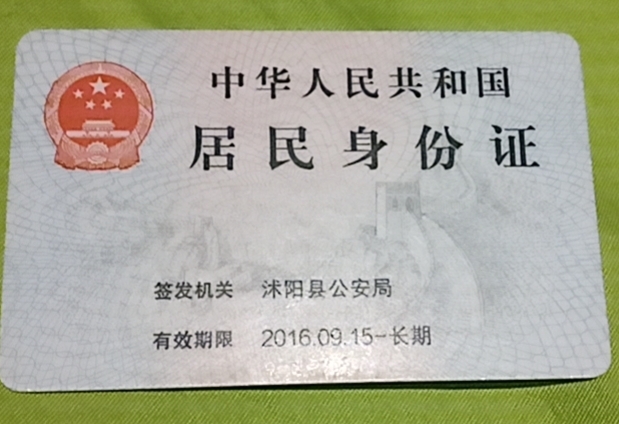 中华人民共和国
居民身份证
签发机关 沭阳县公安局
有效期限 2016.09.15-长期